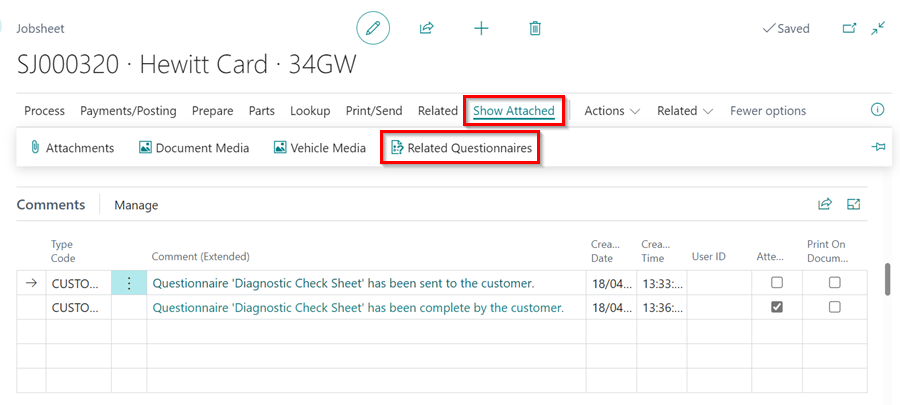 Jobsheet
Saved
SJ000320 · Hewitt Card · 34GW
Process Payments/Posting Prepare Parts Lookup Print/Send Related Show Attached Actions Related Fewer options
Attachments Document Media Vehicle Media Related Questionnaires
Comments Manage
Type Code Comment (Extended) Crea... Date Crea... Time User ID Atte... Print On Docum...
CUSTO... Questionnaire 'Diagnostic Check Sheet' has been sent to the customer. 18/04... 13:33:...
CUSTO... Questionnaire 'Diagnostic Check Sheet' has been complete by the customer. 18/04... 13:36:...